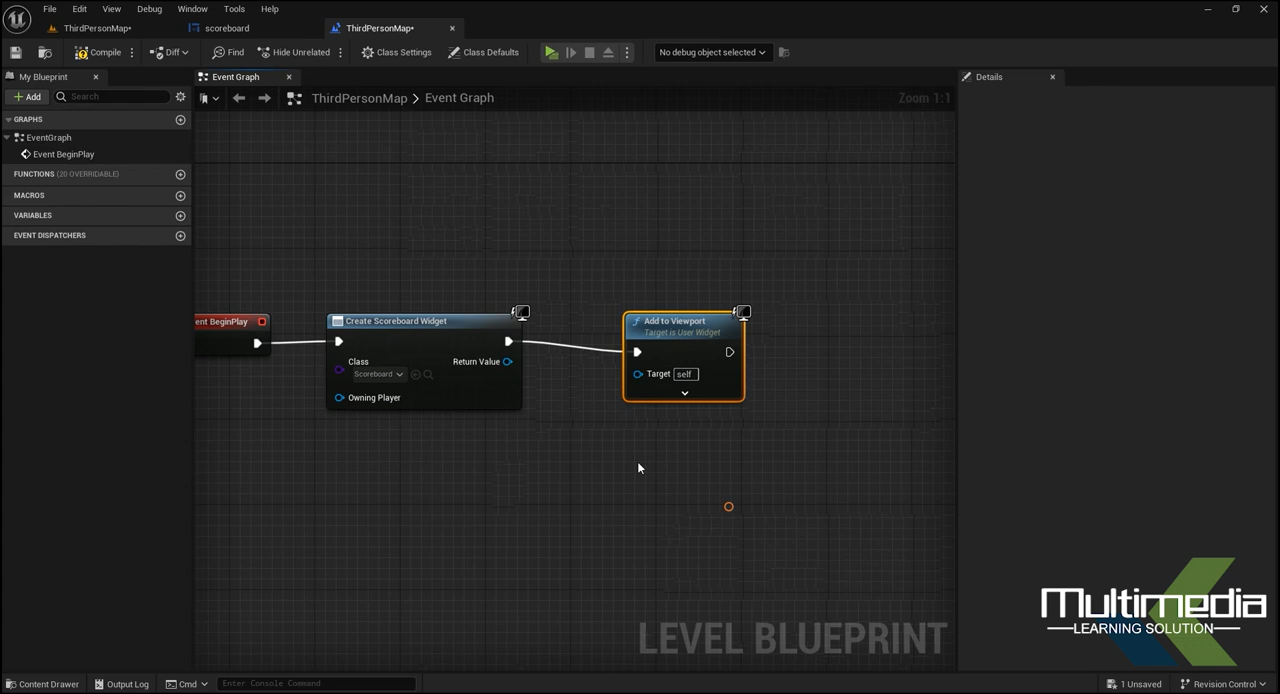 File Edit View Debug Window Tools Help
ThirdPersonMap• scoreboard ThirdPersonMap•
Compile Diff Find Hide Unrelated Class Settings Class Defaults No debug object selected
My Blueprint Event Graph Details
Add Search ThirdPersonMap > Event Graph Zoom 1:1
GRAPHS
EventGraph
Event BeginPlay
FUNCTIONS (20 OVERRIDABLE)
MACROS
VARIABLES
EVENT DISPATCHERS
ent BeginPlay
Create Scoreboard Widget
Class
Scoreboard
Return Value
Owning Player
Add to Viewport
Target is User Widget
Target self
LEVEL BLUEPRINT
Multimedia
LEARNING SOLUTION
Content Drawer Output Log Cmd Enter Console Command 1 Unsaved Revision Control